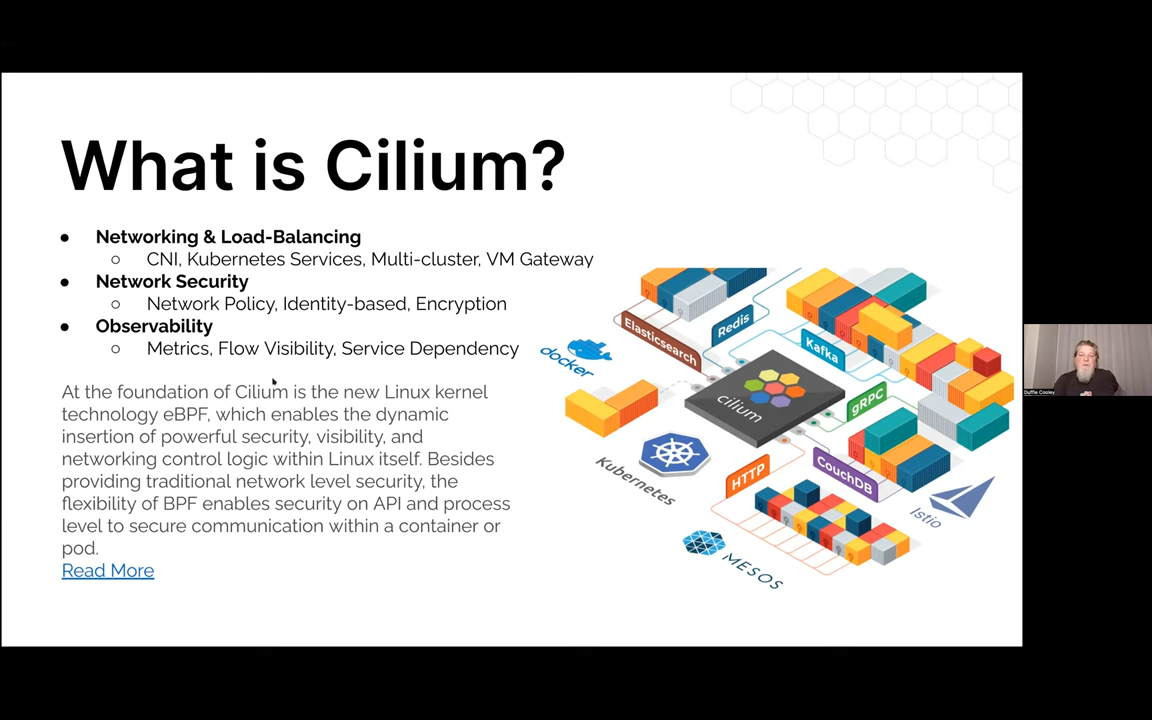 What is Cilium?
● Networking & Load-Balancing
○ CNI, Kubernetes Services, Multi-cluster, VM Gateway
● Network Security
○ Network Policy, Identity-based, Encryption
● Observability
○ Metrics, Flow Visibility, Service Dependency
At the foundation of Cilium is the new Linux kernel
technology eBPF, which enables the dynamic
insertion of powerful security, visibility, and
networking control logic within Linux itself. Besides
providing traditional network level security, the
flexibility of BPF enables security on API and process
level to secure communication within a container or
pod.
Read More
Elasticsearch
Redis
Kafka
docker
cilium
gRPC
Kubernetes
HTTP
CouchDB
Istio
MESOS
Duffie Cooley